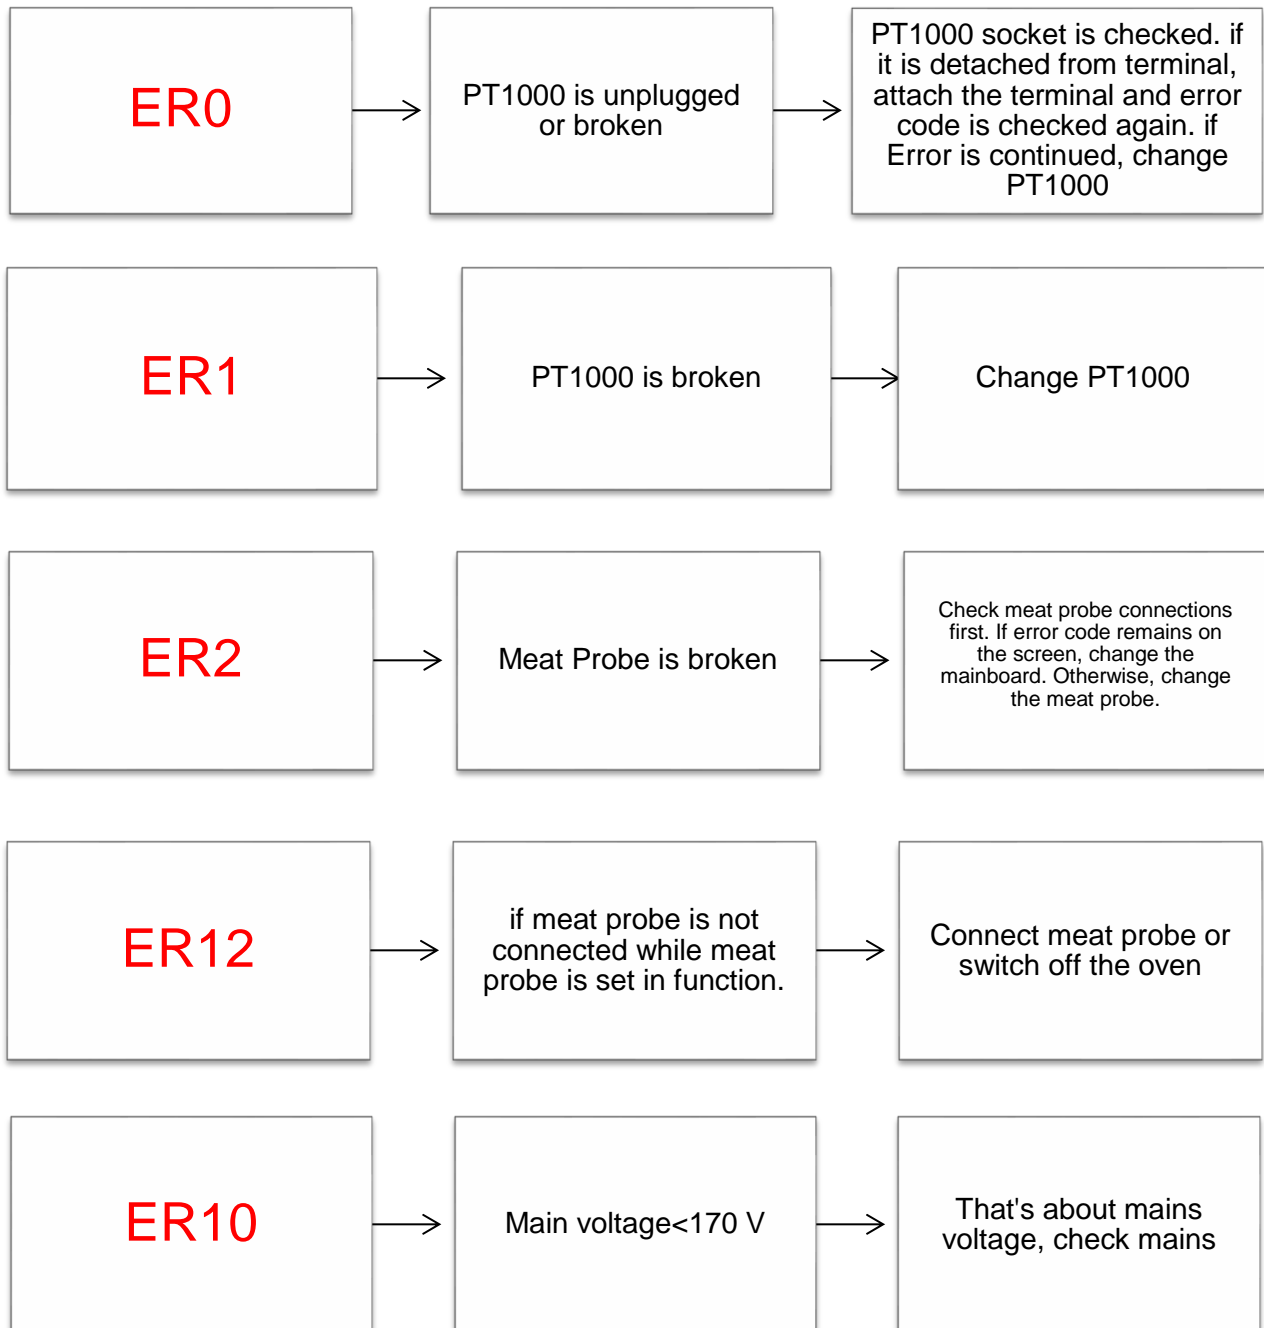 ER0
PT1000 is unplugged
or broken
PT1000 socket is checked. if
it is detached from terminal,
attach the terminal and error
code is checked again. if
Error is continued, change
PT1000
ER1
PT1000 is broken
Change PT1000
ER2
Meat Probe is broken
Check meat probe connections
first. If error code remains on
the screen, change the
mainboard. Otherwise, change
the meat probe.
ER12
if meat probe is not
connected while meat
probe is set in function.
Connect meat probe or
switch off the oven
ER10
Main voltage<170 V
That's about mains
voltage, check mains